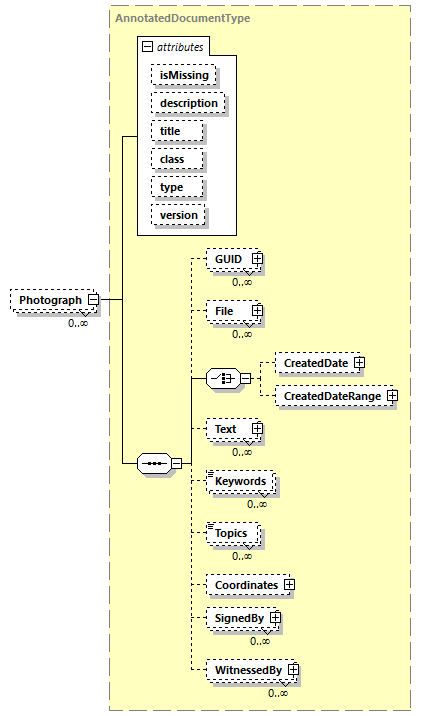 AnnotatedDocumentType
attributes
isMissing
description
title
class
type
version
Photograph
0..∞
GUID
0..∞
File
0..∞
CreatedDate
CreatedDateRange
Text
0..∞
Keywords
0..∞
Topics
0..∞
Coordinates
SignedBy
0..∞
WitnessedBy
0..∞